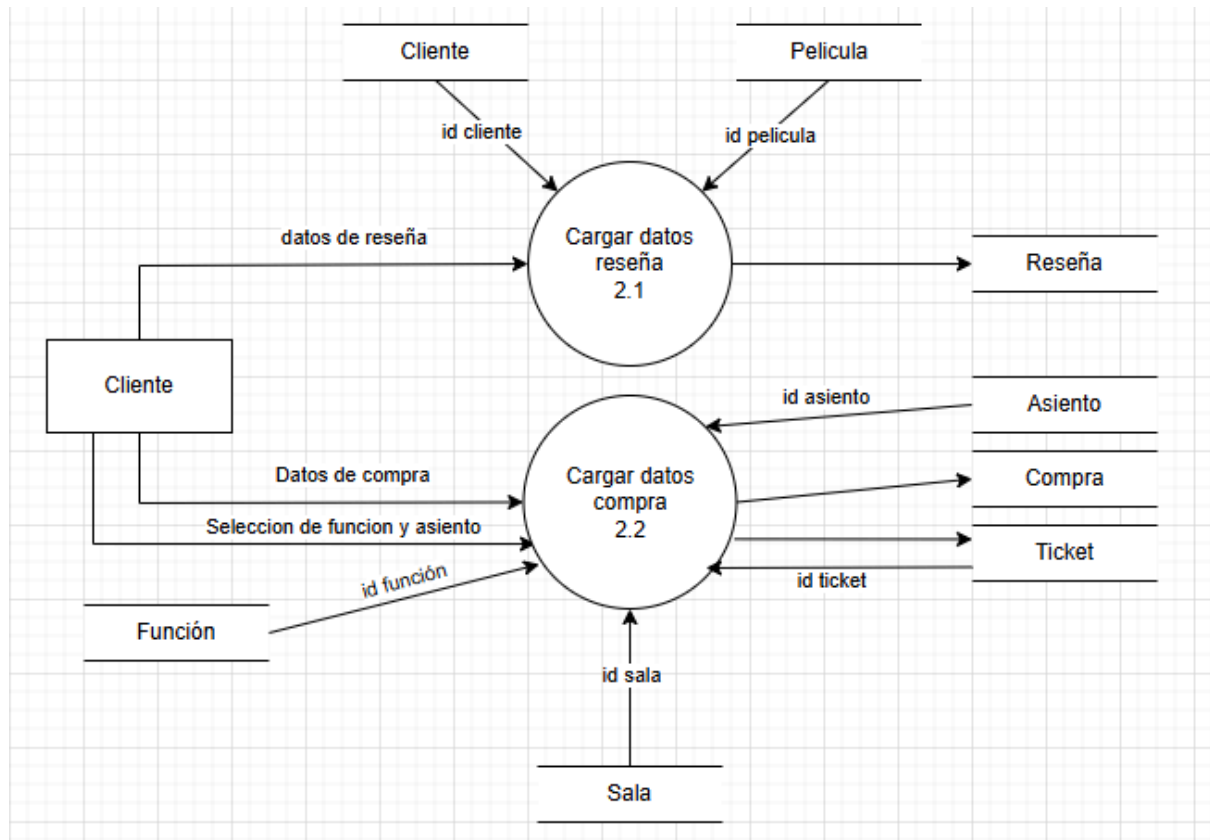 Cliente
Pelicula
id cliente
id pelicula
datos de reseña
Cargar datos
reseña
2.1
Reseña
Cliente
id asiento
Asiento
Datos de compra
Cargar datos
compra
2.2
Compra
Seleccion de funcion y asiento
Ticket
id ticket
id función
Función
id sala
Sala